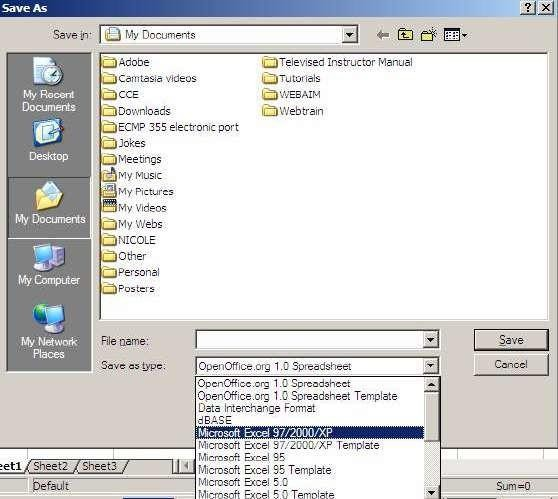 Save As
Save in: My Documents
My Recent
Documents
Desktop
My Documents
My Computer
My Network
Places
Adobe
Camtasia videos
CCE
Downloads
ECMP 355 electronic port
Jokes
Meetings
My Music
My Pictures
My Videos
My Webs
NICOLE
Other
Personal
Posters
Televised Instructor Manual
Tutorials
WEBAIM
Webtrain
File name:
Save
Save as type: OpenOffice.org 1.0 Spreadsheet
Cancel
OpenOffice.org 1.0 Spreadsheet
OpenOffice.org 1.0 Spreadsheet Template
Data Interchange Format
dBASE
Microsoft Excel 97/2000/XP
Microsoft Excel 97/2000/XP Template
Microsoft Excel 95
Microsoft Excel 95 Template
Microsoft Excel 5.0
Microsoft Excel 5.0 Template
eet1 Sheet2 Sheet3
Default
Sum=0